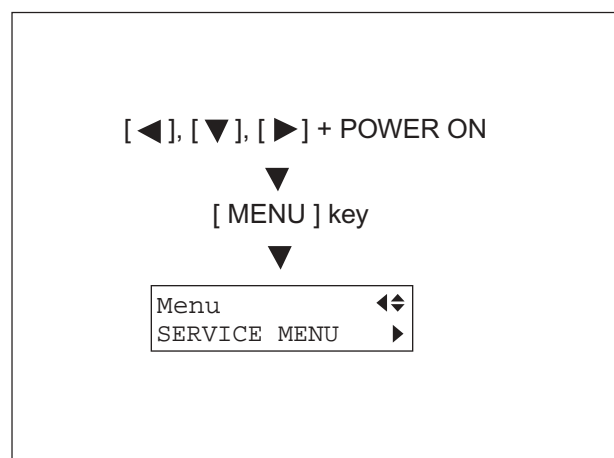 [ ◀ ], [ ▼ ], [ ▶ ] + POWER ON
▼
[ MENU ] key
▼
Menu ◀◆
SERVICE MENU ▶